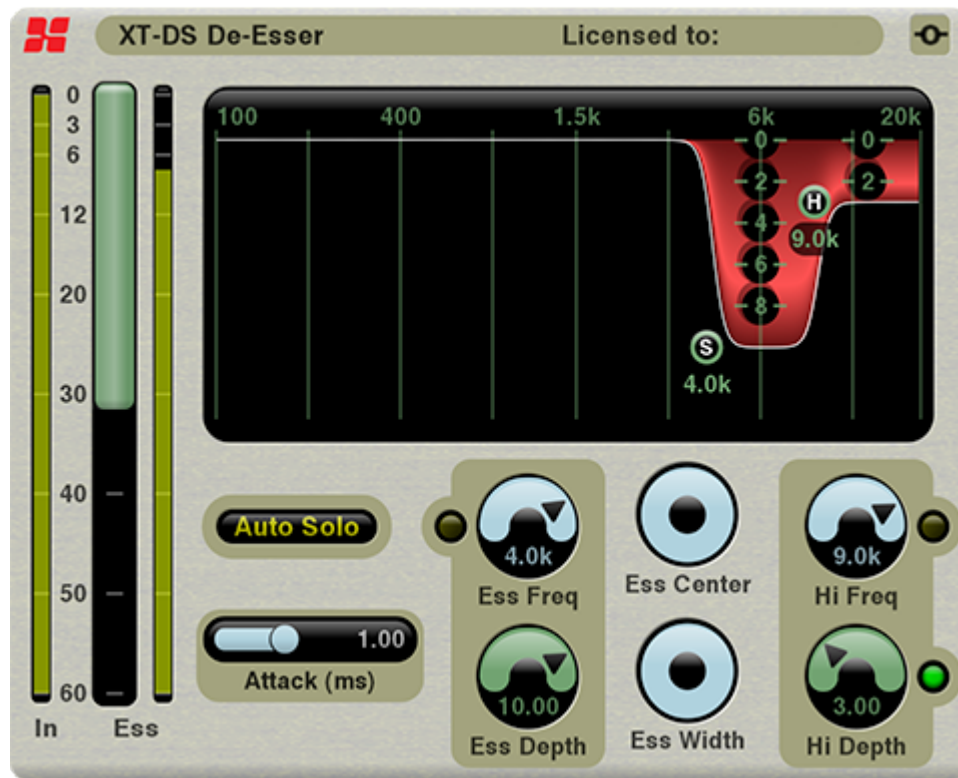 XT-DS De-Esser Licensed to:
0
3
6
12
20
30
40
50
60
In Ess
100 400 1.5k 6k 20k
0 0
2 2
H
4
9.0k
6
8
S
4.0k
Auto Solo
4.0k 9.0k
Ess Freq Ess Center Hi Freq
1.00
Attack (ms)
10.00 3.00
Ess Depth Ess Width Hi Depth